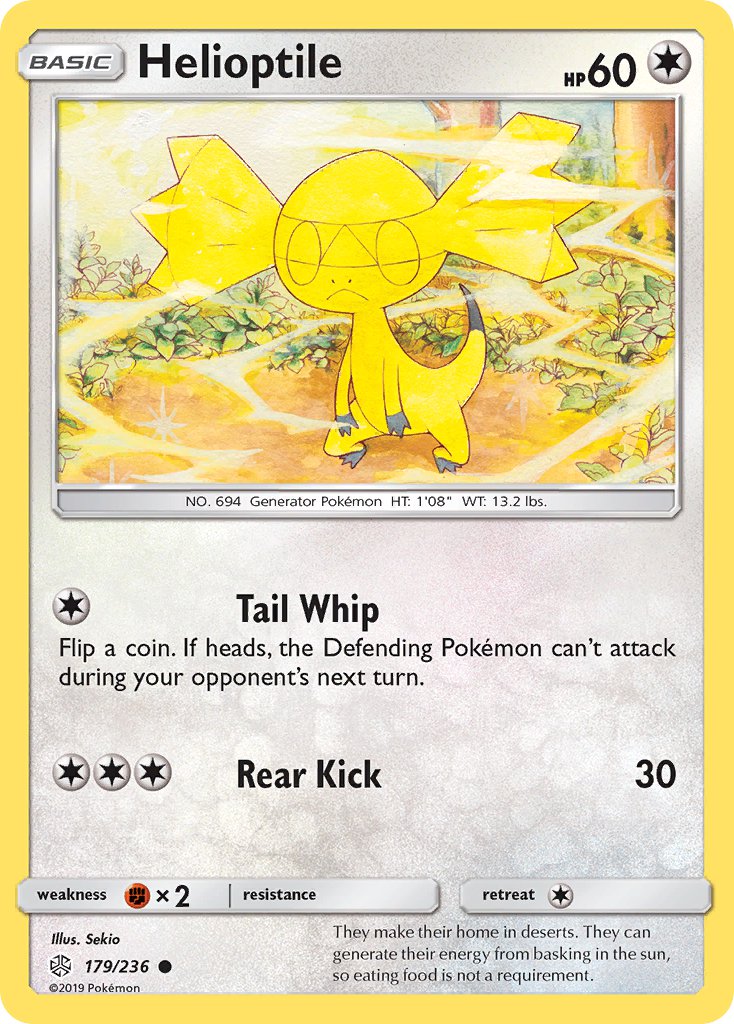 BASIC Helioptile HP60
NO. 694 Generator Pokémon HT: 1'08" WT: 13.2 lbs.
Tail Whip
Flip a coin. If heads, the Defending Pokémon can't attack
during your opponent's next turn.
Rear Kick 30
weakness ×2 resistance retreat
Illus. Sekio
179/236
©2019 Pokémon
They make their home in deserts. They can
generate their energy from basking in the sun,
so eating food is not a requirement.